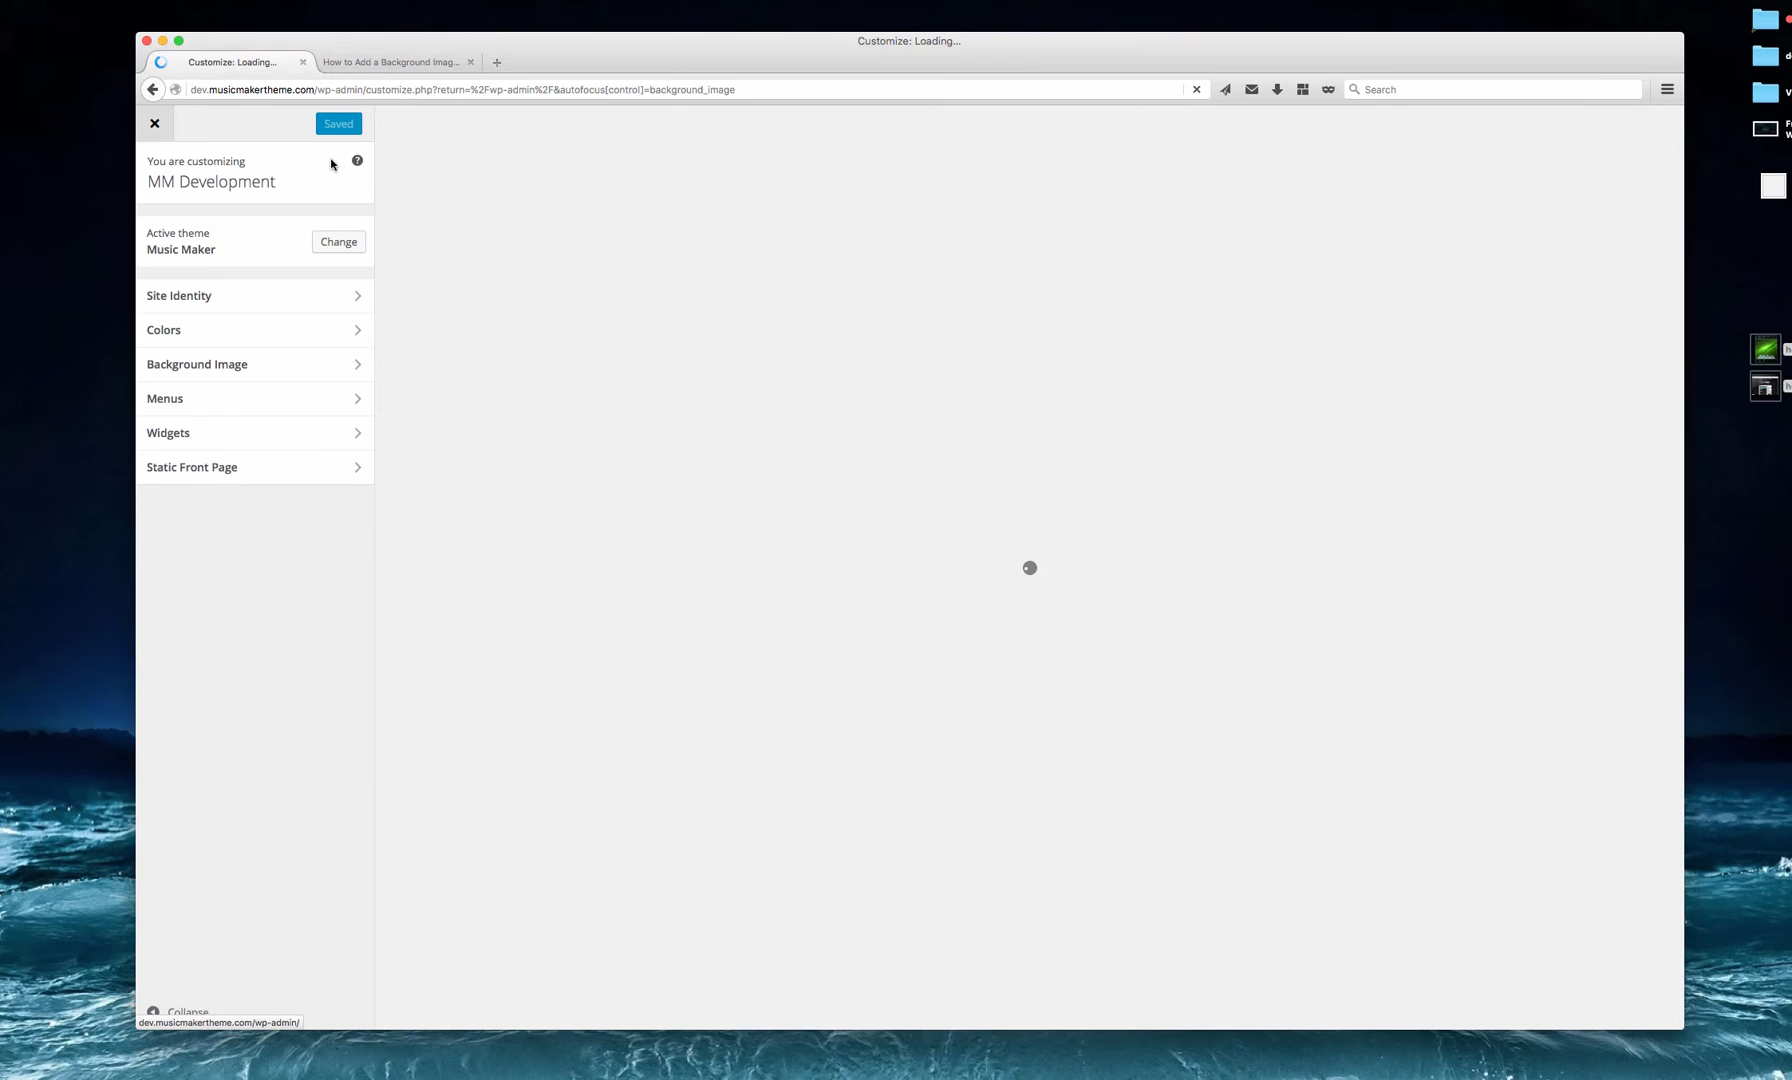 Customize: Loading...
Customize: Loading...
How to Add a Background Imag...
dev.musicmakertheme.com/wp-admin/customize.php?return=%2Fwp-admin%2F&autofocus[control]=background_image
Search
Saved
You are customizing
MM Development
Active theme
Music Maker
Change
Site Identity
Colors
Background Image
Menus
Widgets
Static Front Page
Collapse
dev.musicmakertheme.com/wp-admin/